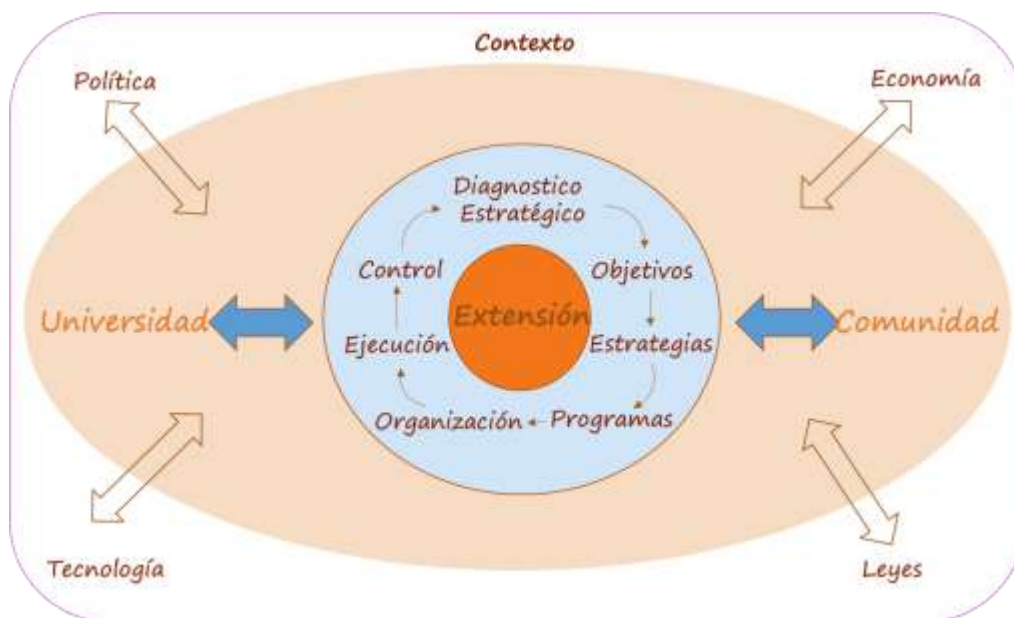 Contexto
Política
Economía
Diagnostico
Estratégico
Control
Objetivos
Universidad
Extensión
Comunidad
Ejecución
Estrategias
Organización
Programas
Tecnología
Leyes